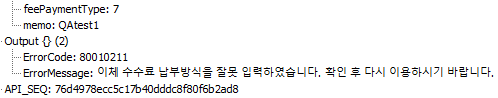 feePaymentType: 7
memo: QAtest1
Output {} (2)
ErrorCode: 80010211
ErrorMessage: 이체 수수료 납부방식을 잘못 입력하였습니다. 확인 후 다시 이용하시기 바랍니다.
API_SEQ: 76d4978ecc5c17b40dddc8f80f6b2ad8